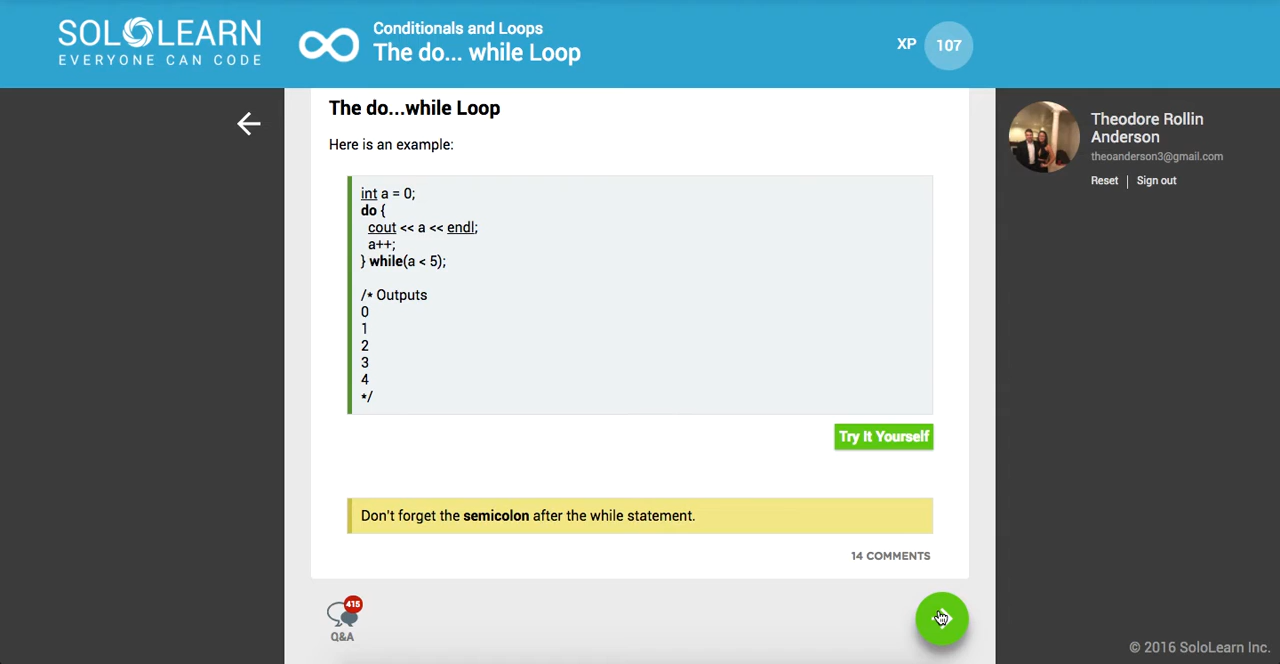 SOLOLEARN
EVERYONE CAN CODE
Conditionals and Loops
The do... while Loop
XP 107
The do...while Loop
Here is an example:
int a = 0;
do {
cout << a << endl;
a++;
} while(a < 5);
/* Outputs
0
1
2
3
4
*/
Try It Yourself
Don't forget the semicolon after the while statement.
14 COMMENTS
415
Q&A
Theodore Rollin
Anderson
theoanderson3@gmail.com
Reset | Sign out
© 2016 SoloLearn Inc.